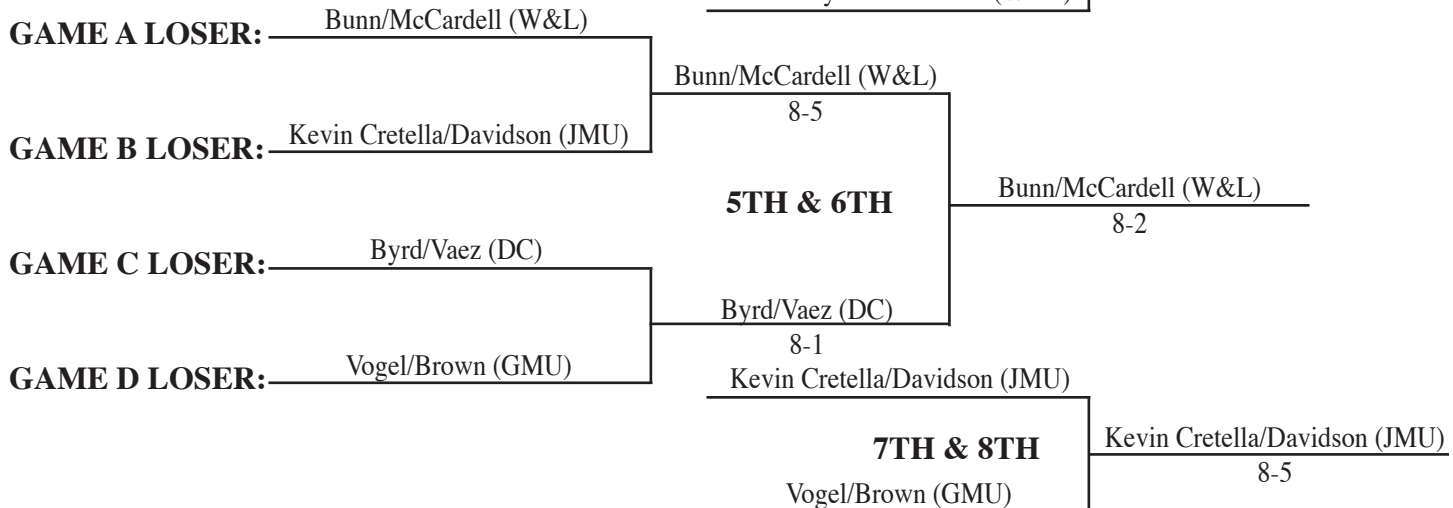 GAME A LOSER: Bunn/McCardell (W&L)
Bunn/McCardell (W&L)
8-5
GAME B LOSER: Kevin Cretella/Davidson (JMU)
5TH & 6TH
Bunn/McCardell (W&L)
8-2
GAME C LOSER: Byrd/Vaez (DC)
Byrd/Vaez (DC)
8-1
GAME D LOSER: Vogel/Brown (GMU)
Kevin Cretella/Davidson (JMU)
7TH & 8TH
Kevin Cretella/Davidson (JMU)
8-5
Vogel/Brown (GMU)